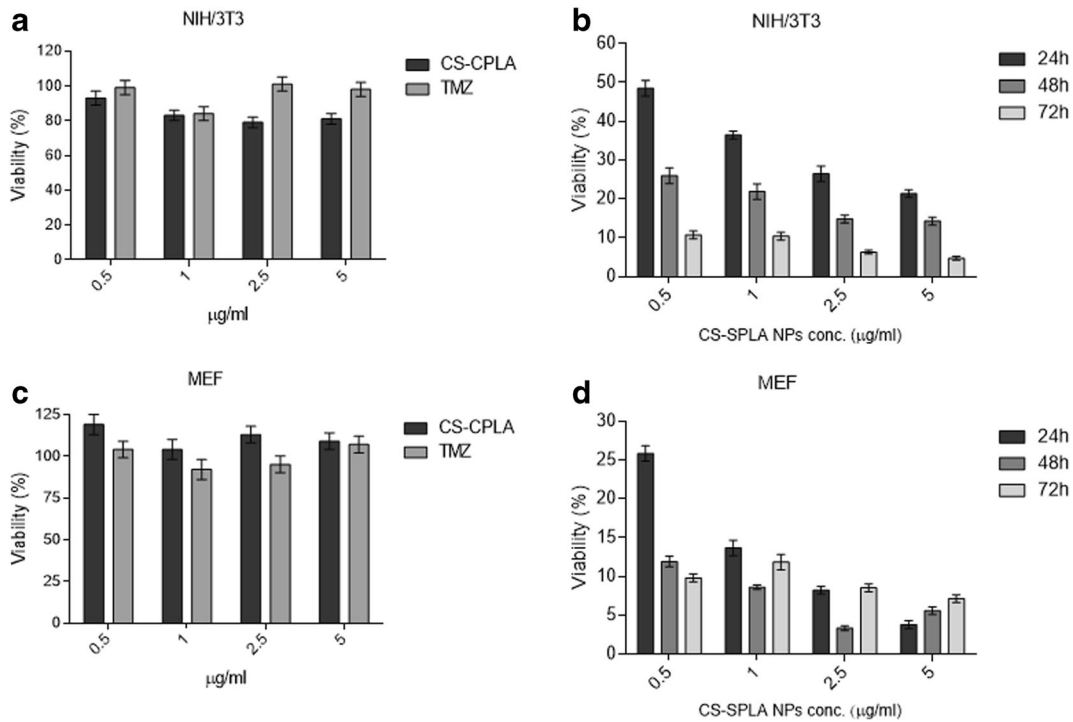 a
NIH/3T3
Viability (%)
120
100
80
60
40
20
0
0.5
1
2.5
5
μg/ml
CS-CPLA
TMZ
b
NIH/3T3
Viability (%)
60
50
40
30
20
10
0
0.5
1
2.5
5
CS-SPLA NPs conc. (μg/ml)
24h
48h
72h
c
MEF
Viability (%)
125
100
75
50
25
0
0.5
1
2.5
5
μg/ml
CS-CPLA
TMZ
d
MEF
Viability (%)
30
25
20
15
10
5
0
0.5
1
2.5
5
CS-SPLA NPs conc. (μg/ml)
24h
48h
72h